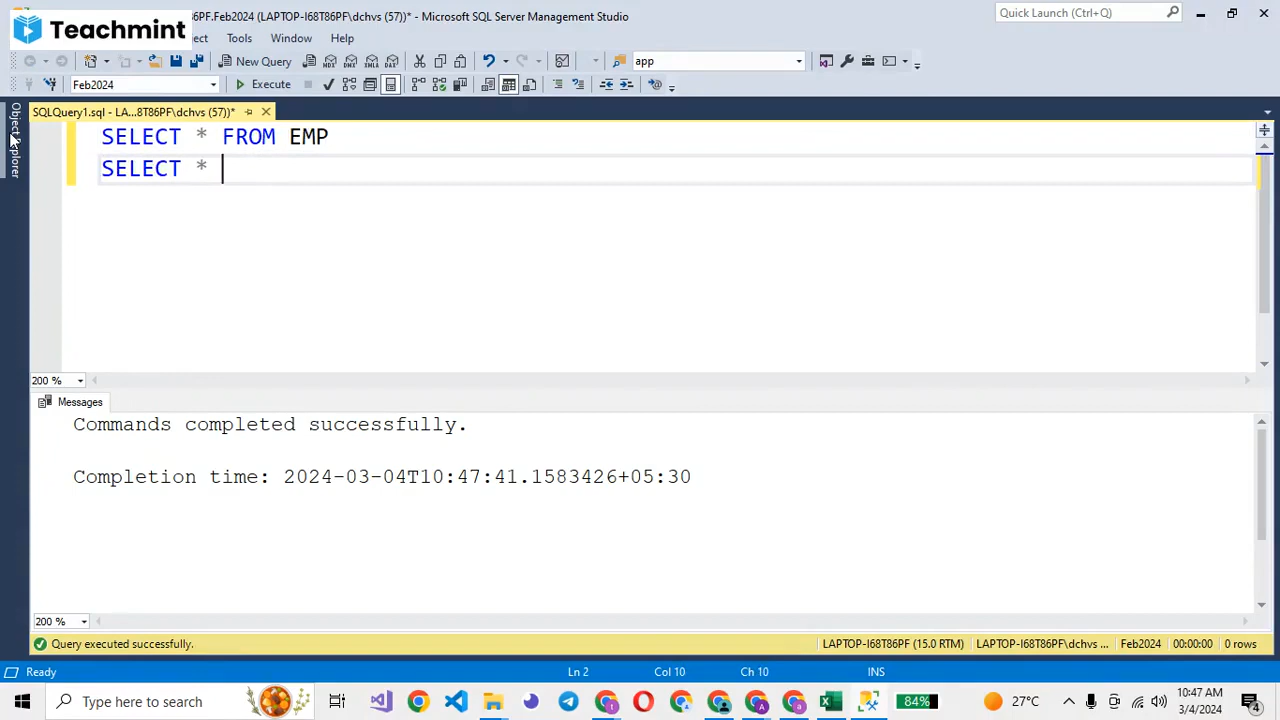 Teachmint
86PF.Feb2024 (LAPTOP-I68T86PF\dchvs (57))* - Microsoft SQL Server Management Studio
Quick Launch (Ctrl+Q)
Tools Window Help
New Query
app
Feb2024
Execute
Object Explorer
SQLQuery1.sql - LA...8T86PF\dchvs (57))*
SELECT * FROM EMP
SELECT *
200 %
Messages
Commands completed successfully.
Completion time: 2024-03-04T10:47:41.1583426+05:30
200 %
Query executed successfully.
LAPTOP-I68T86PF (15.0 RTM)
LAPTOP-I68T86PF\dchvs ...
Feb2024
00:00:00
0 rows
Ready
Ln 2
Col 10
Ch 10
INS
Type here to search
84%
27°C
10:47 AM
3/4/2024
4